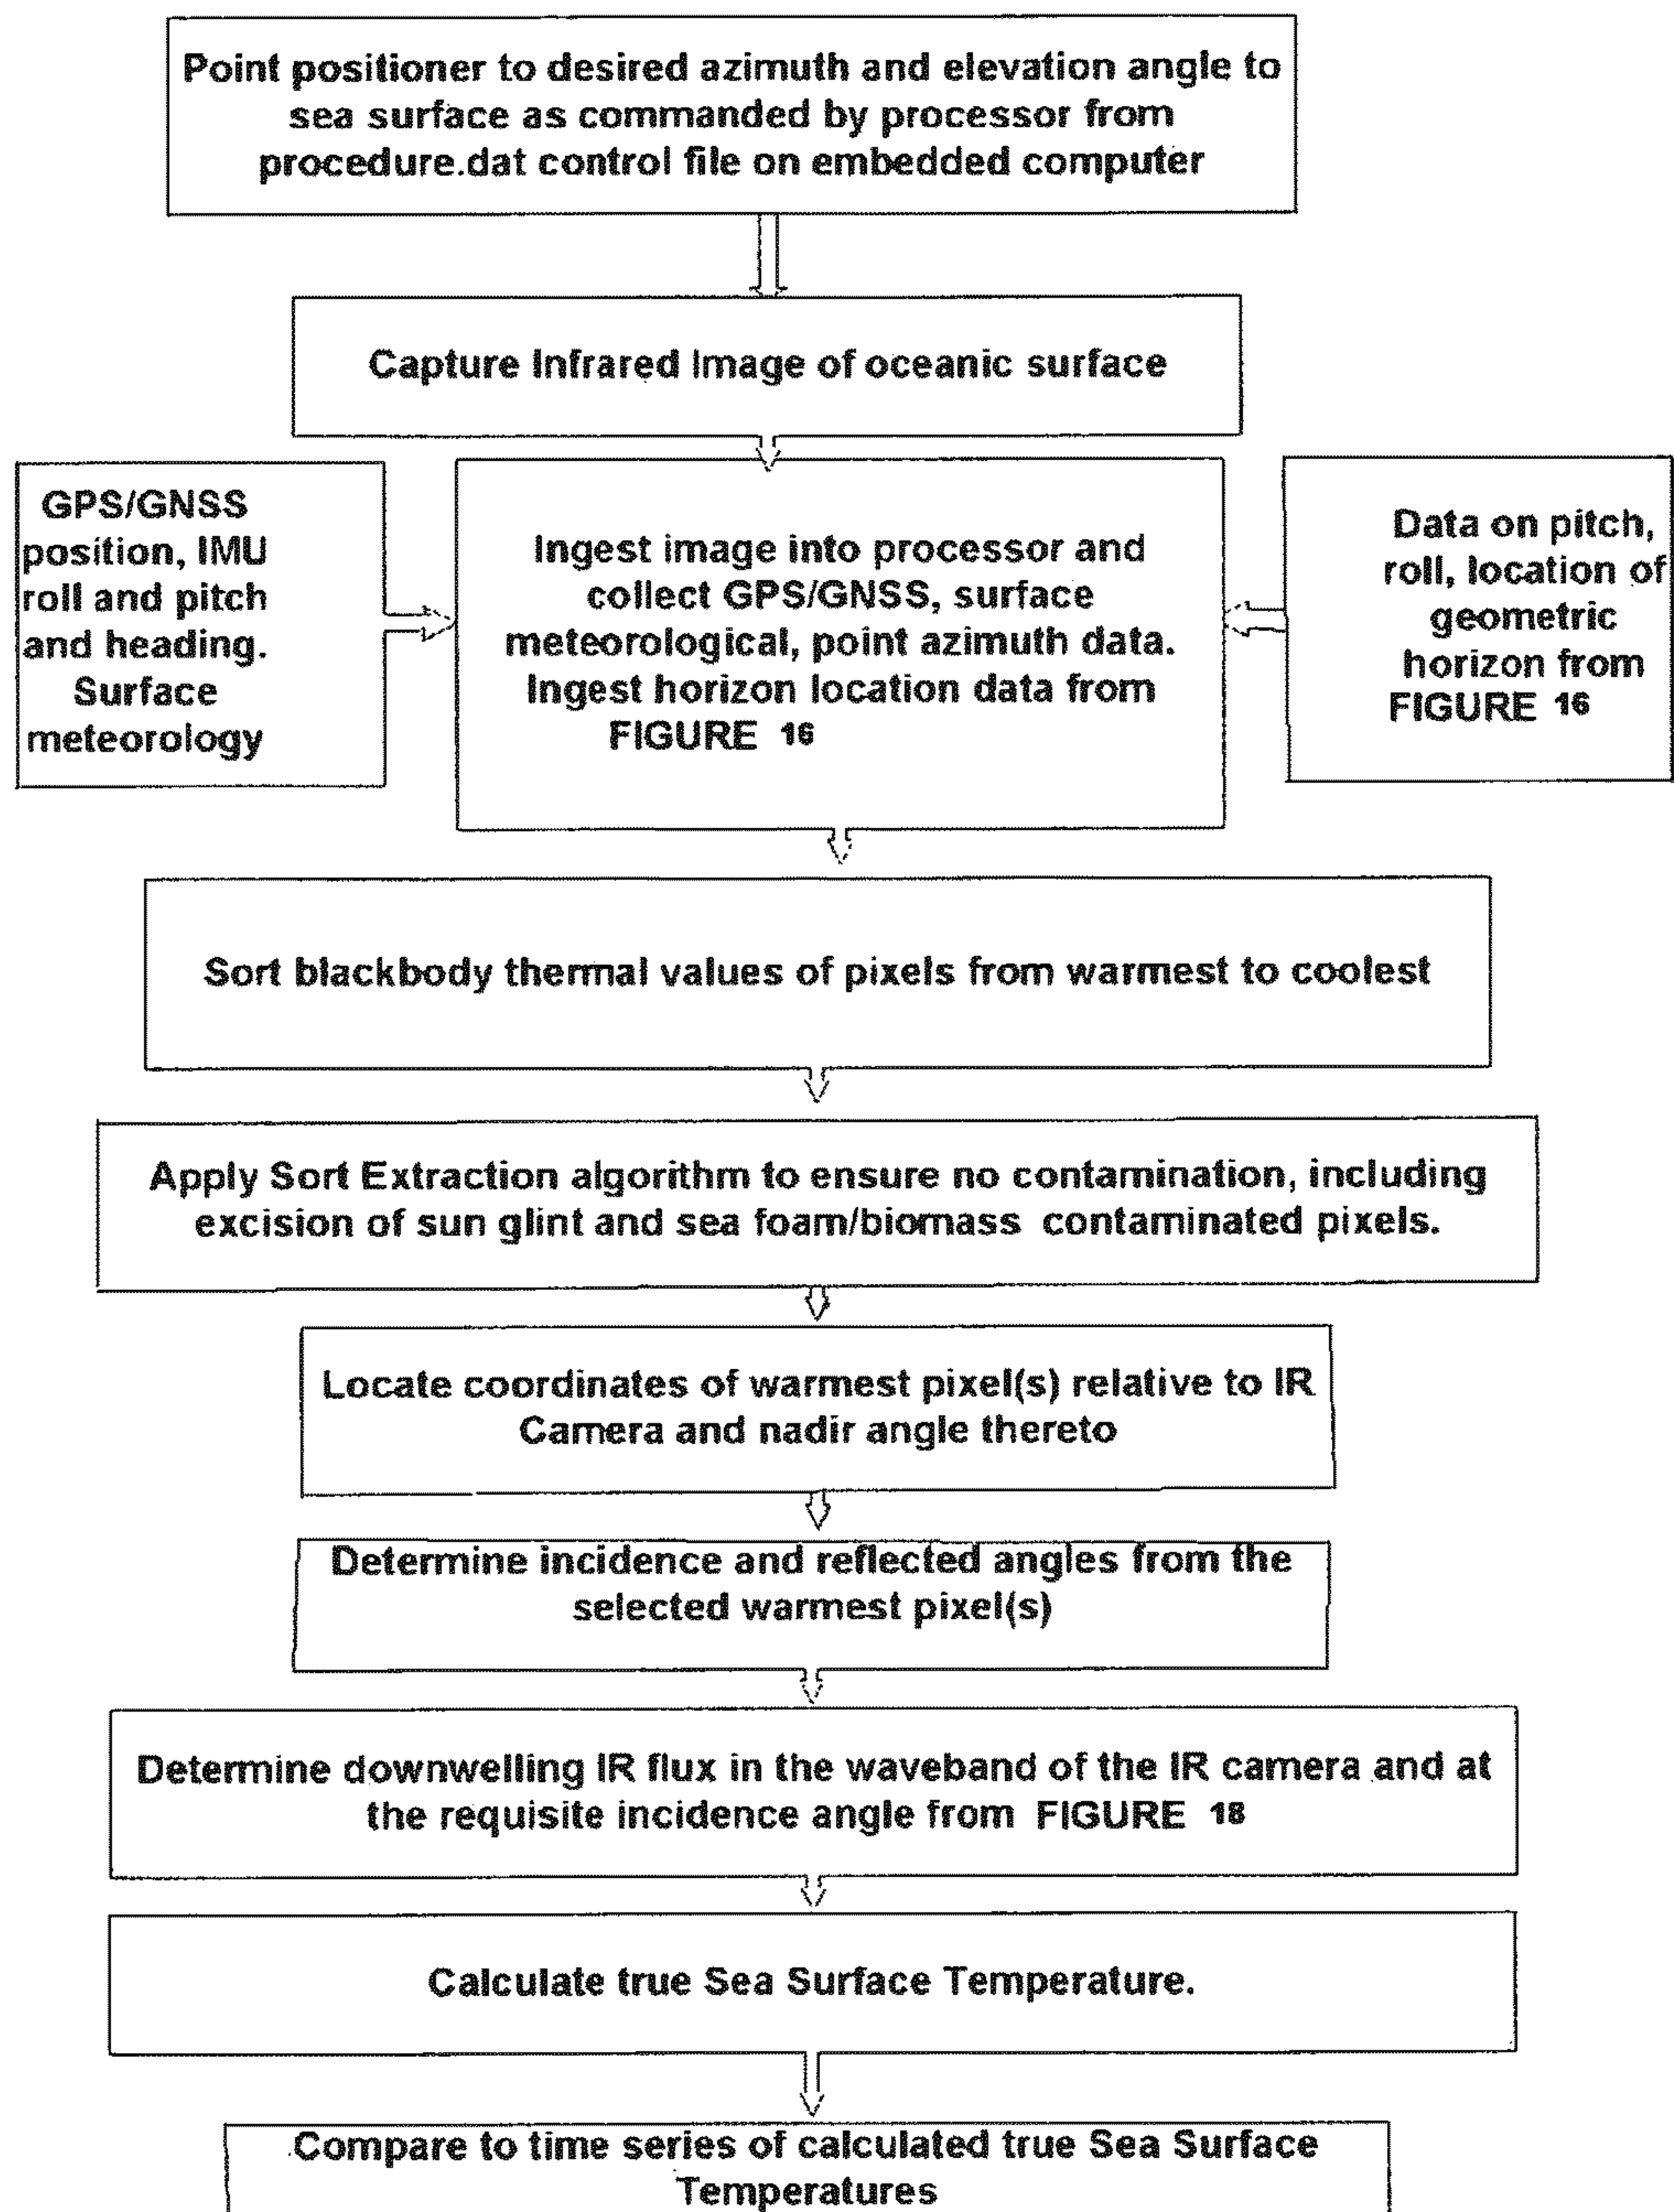 Point positioner to desired azimuth and elevation angle to
sea surface as commanded by processor from
procedure.dat control file on embedded computer
Capture Infrared Image of oceanic surface
GPS/GNSS
position, IMU
roll and pitch
and heading.
Surface
meteorology
Ingest image into processor and
collect GPS/GNSS, surface
meteorological, point azimuth data.
Ingest horizon location data from
FIGURE 16
Data on pitch,
roll, location of
geometric
horizon from
FIGURE 16
Sort blackbody thermal values of pixels from warmest to coolest
Apply Sort Extraction algorithm to ensure no contamination, including
excision of sun glint and sea foam/biomass contaminated pixels.
Locate coordinates of warmest pixel(s) relative to IR
Camera and nadir angle thereto
Determine incidence and reflected angles from the
selected warmest pixel(s)
Determine downwelling IR flux in the waveband of the IR camera and at
the requisite incidence angle from FIGURE 18
Calculate true Sea Surface Temperature.
Compare to time series of calculated true Sea Surface
Temperatures